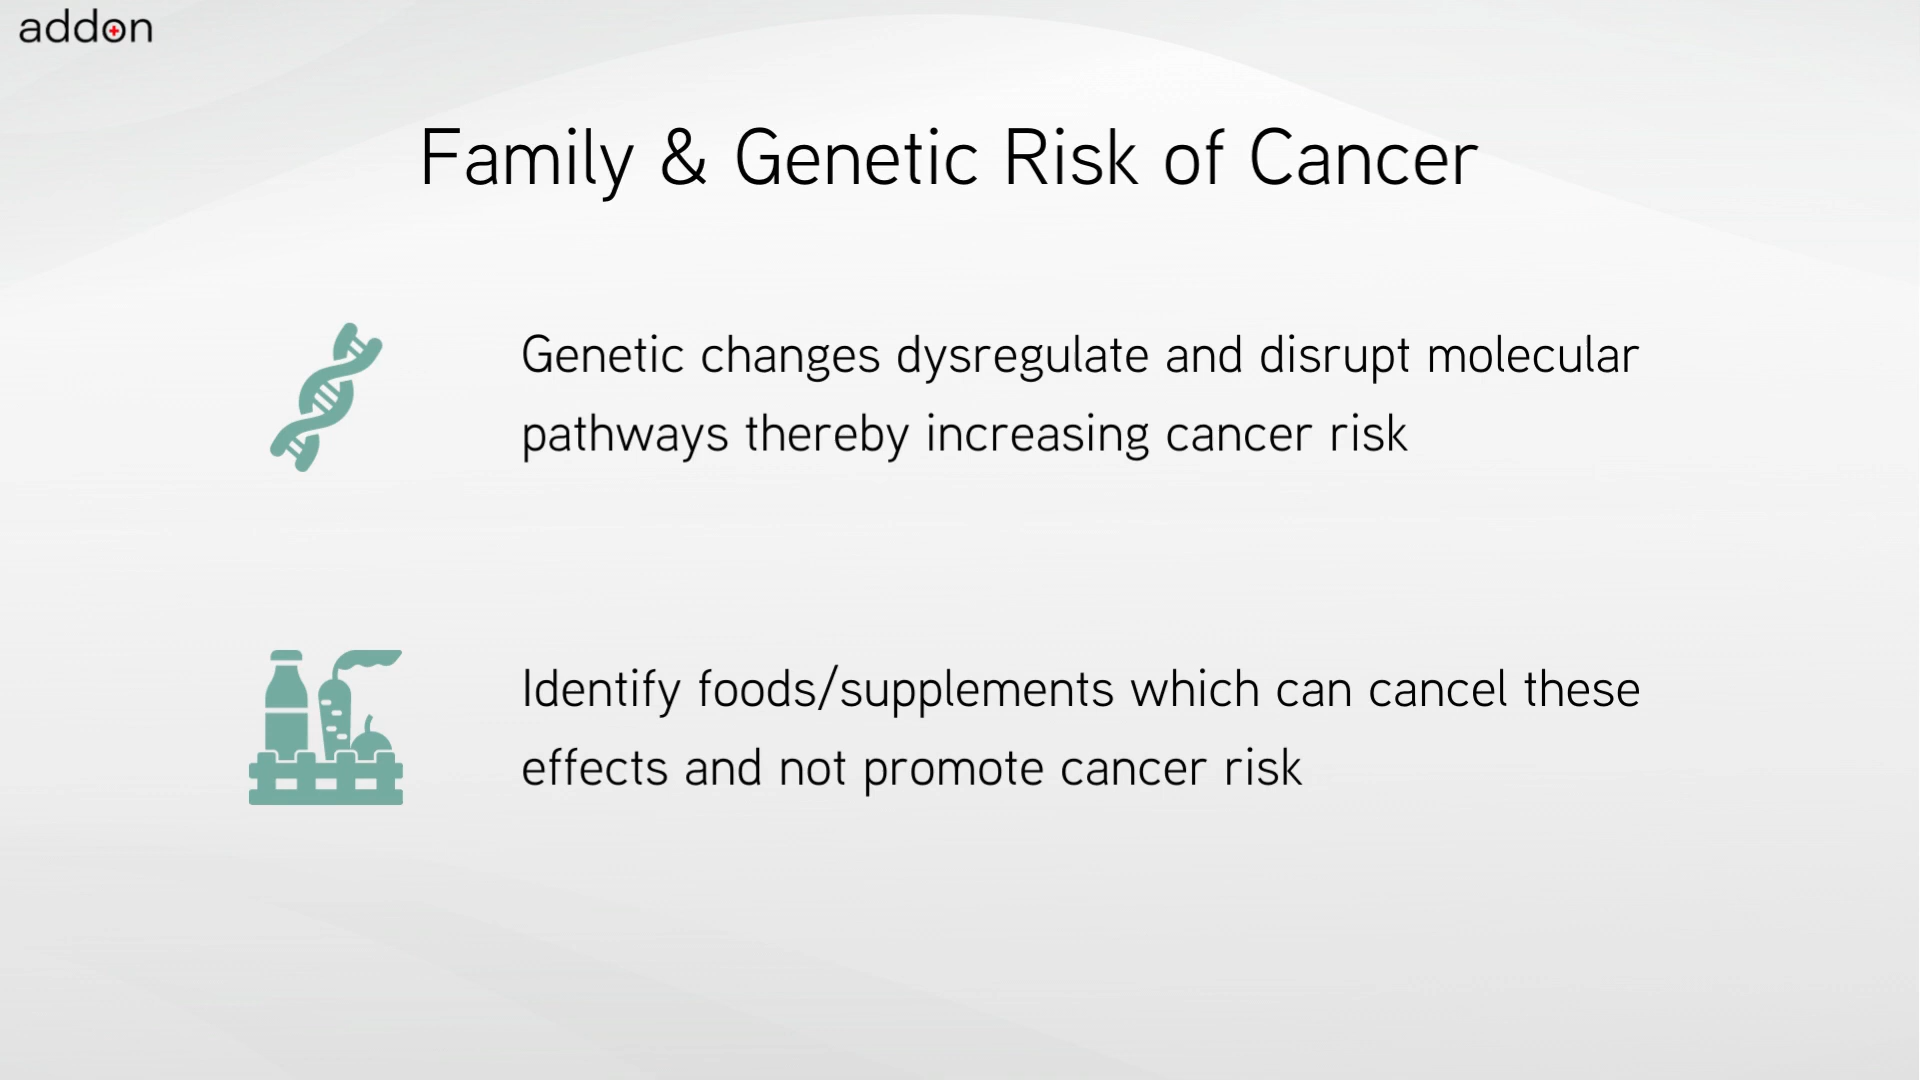 addon
Family & Genetic Risk of Cancer
Genetic changes dysregulate and disrupt molecular
pathways thereby increasing cancer risk
Identify foods/supplements which can cancel these
effects and not promote cancer risk